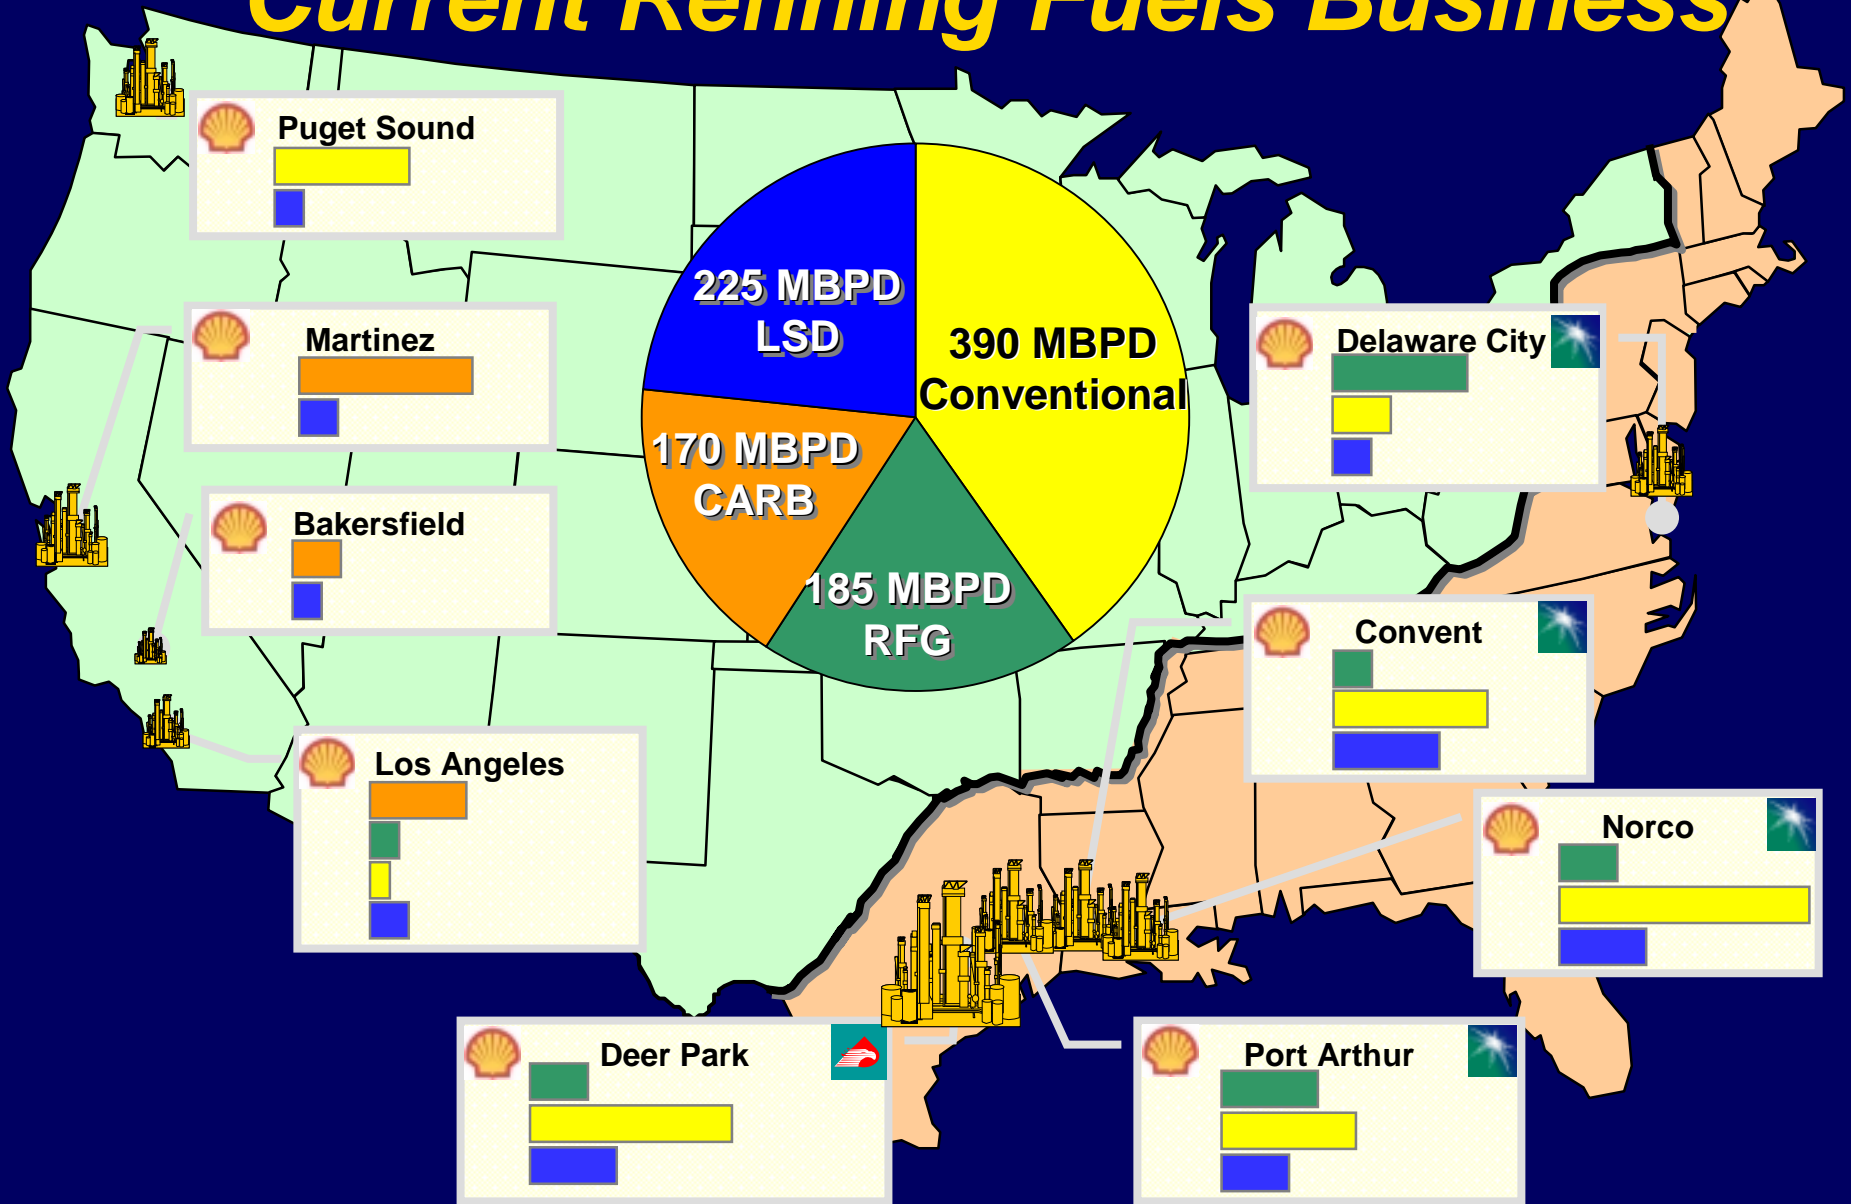 Current Refining Fuels Business
Puget Sound
225 MBPD
LSD
390 MBPD
Conventional
Martinez
Delaware City
170 MBPD
CARB
Bakersfield
185 MBPD
RFG
Convent
Los Angeles
Norco
Deer Park
Port Arthur